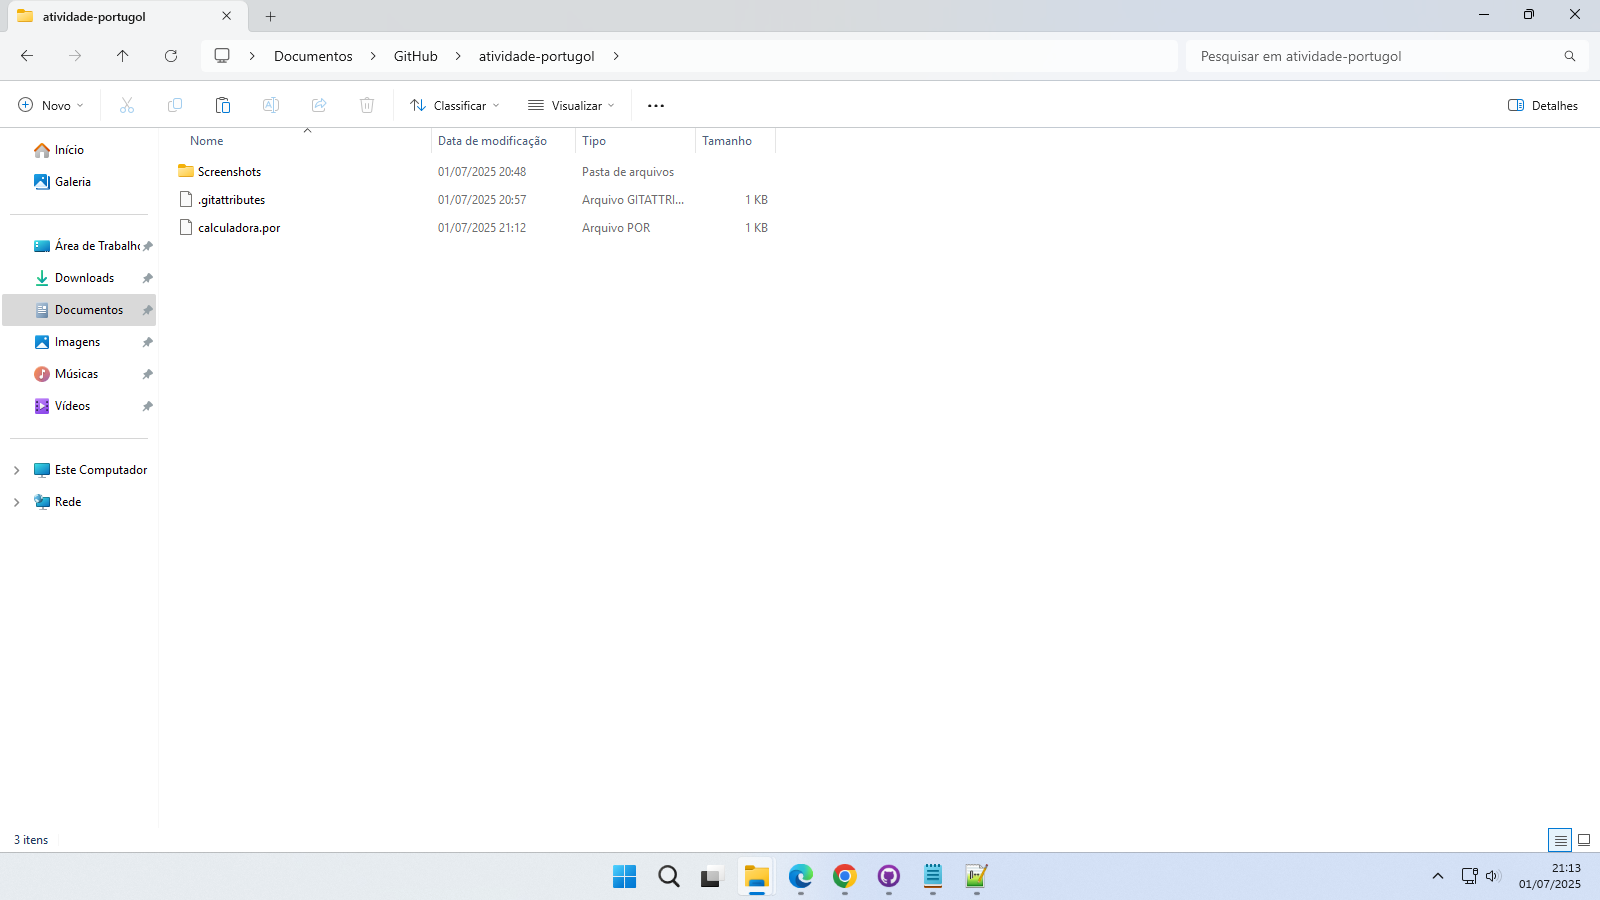 atividade-portugol
Documentos
GitHub
atividade-portugol
Pesquisar em atividade-portugol
Novo
Classificar
Visualizar
Detalhes
Nome
Data de modificação
Tipo
Tamanho
Screenshots
01/07/2025 20:48
Pasta de arquivos
.gitattributes
01/07/2025 20:57
Arquivo GITATTRI...
1 KB
calculadora.por
01/07/2025 21:12
Arquivo POR
1 KB
Início
Galeria
Área de Trabalho
Downloads
Documentos
Imagens
Músicas
Vídeos
Este Computador
Rede
3 itens
21:13
01/07/2025